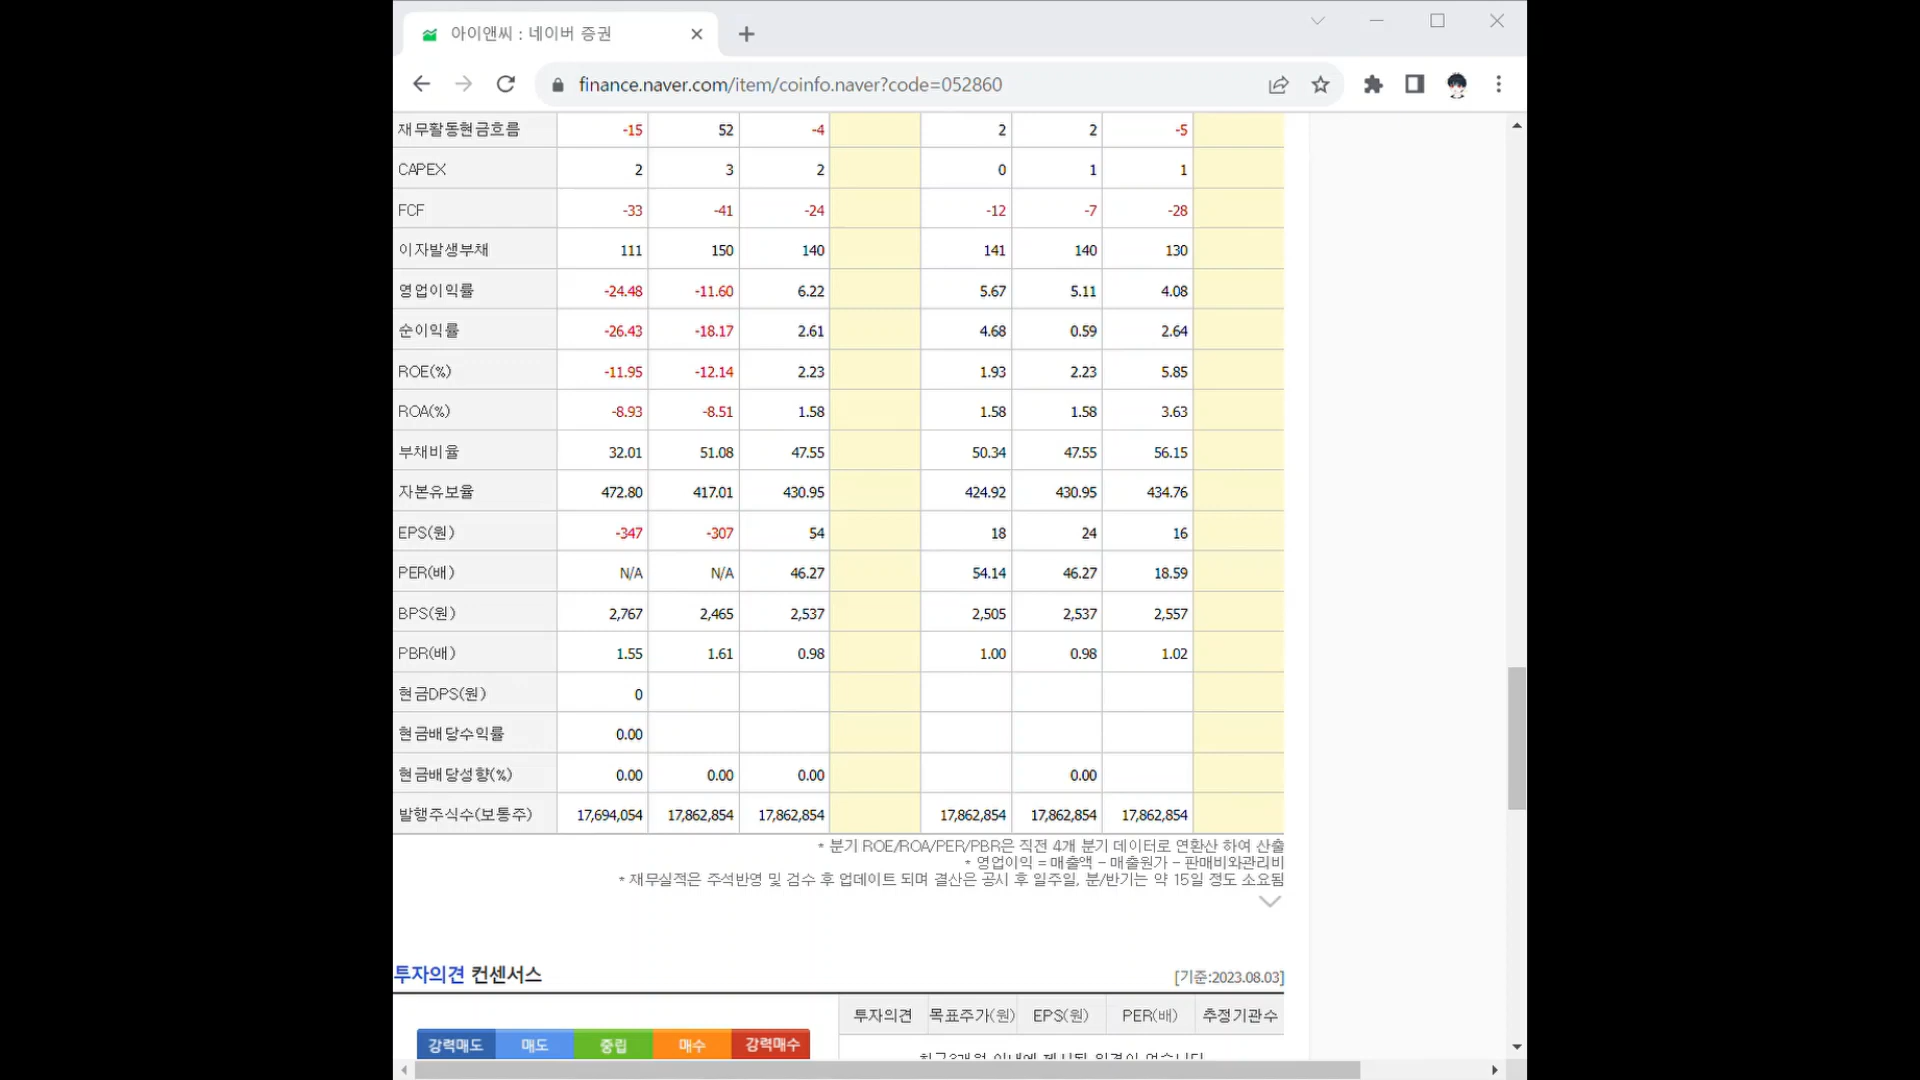 아이앤씨 : 네이버 증권
finance.naver.com/item/coinfo.naver?code=052860
재무활동현금흐름 -15 52 -4 2 2 -5
CAPEX 2 3 2 0 1 1
FCF -33 -41 -24 -12 -7 -28
이자발생부채 111 150 140 141 140 130
영업이익률 -24.48 -11.60 6.22 5.67 5.11 4.08
순이익률 -26.43 -18.17 2.61 4.68 0.59 2.64
ROE(%) -11.95 -12.14 2.23 1.93 2.23 5.85
ROA(%) -8.93 -8.51 1.58 1.58 1.58 3.63
부채비율 32.01 51.08 47.55 50.34 47.55 56.15
자본유보율 472.80 417.01 430.95 424.92 430.95 434.76
EPS(원) -347 -307 54 18 24 16
PER(배) N/A N/A 46.27 54.14 46.27 18.59
BPS(원) 2,767 2,465 2,537 2,505 2,537 2,557
PBR(배) 1.55 1.61 0.98 1.00 0.98 1.02
현금DPS(원) 0
현금배당수익률 0.00
현금배당성향(%) 0.00 0.00 0.00 0.00
발행주식수(보통주) 17,694,054 17,862,854 17,862,854 17,862,854 17,862,854 17,862,854
* 분기 ROE/ROA/PER/PBR은 직전 4개 분기 데이터로 연환산 하여 산출
* 영업이익 = 매출액 - 매출원가 - 판매비와관리비
* 재무실적은 주석반영 및 검수 후 업데이트 되며 결산은 공시 후 일주일, 분/반기는 약 15일 정도 소요됨
투자의견 컨센서스 [기준:2023.08.03]
투자의견 목표주가(원) EPS(원) PER(배) 추정기관수
강력매도 매도 중립 매수 강력매수